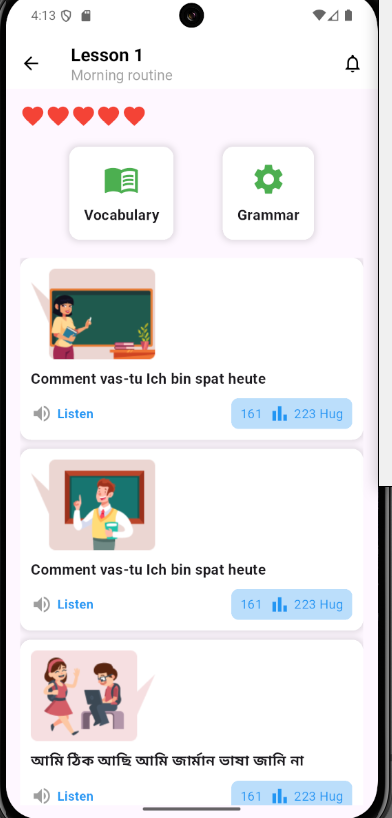 4:13
Lesson 1
Morning routine
Vocabulary
Grammar
Comment vas-tu Ich bin spat heute
Listen
161 223 Hug
Comment vas-tu Ich bin spat heute
Listen
161 223 Hug
আমি ঠিক আছি আমি জার্মান ভাষা জানি না
Listen
161 223 Hug